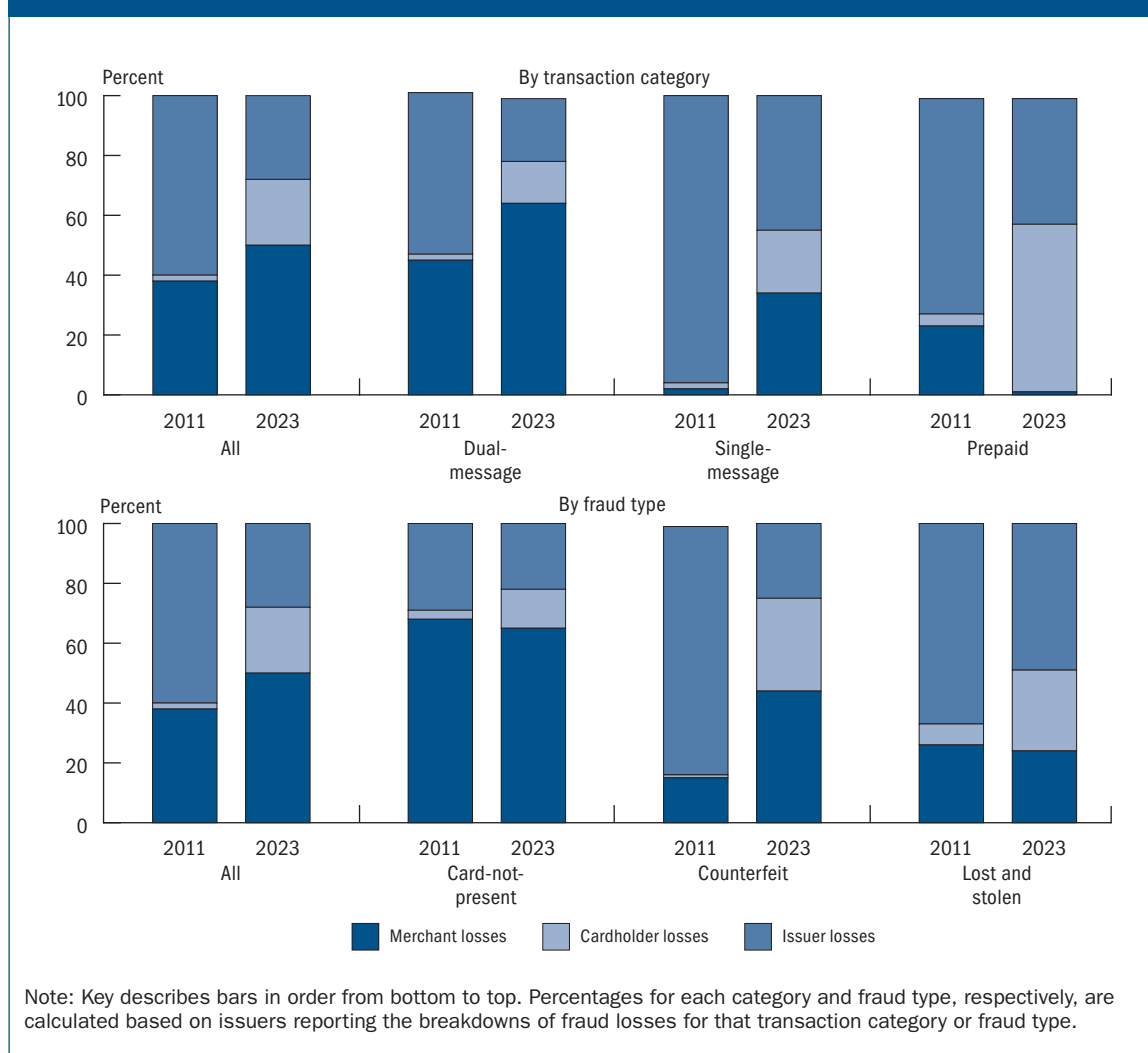 Percent
By transaction category
100
80
60
40
20
0
2011 2023 2011 2023 2011 2023 2011 2023
All
Dual-
message
Single-
message
Prepaid
Percent
By fraud type
100
80
60
40
20
0
2011 2023 2011 2023 2011 2023 2011 2023
All
Card-not-
present
Counterfeit
Lost and
stolen
Merchant losses
Cardholder losses
Issuer losses
Note: Key describes bars in order from bottom to top. Percentages for each category and fraud type, respectively, are
calculated based on issuers reporting the breakdowns of fraud losses for that transaction category or fraud type.